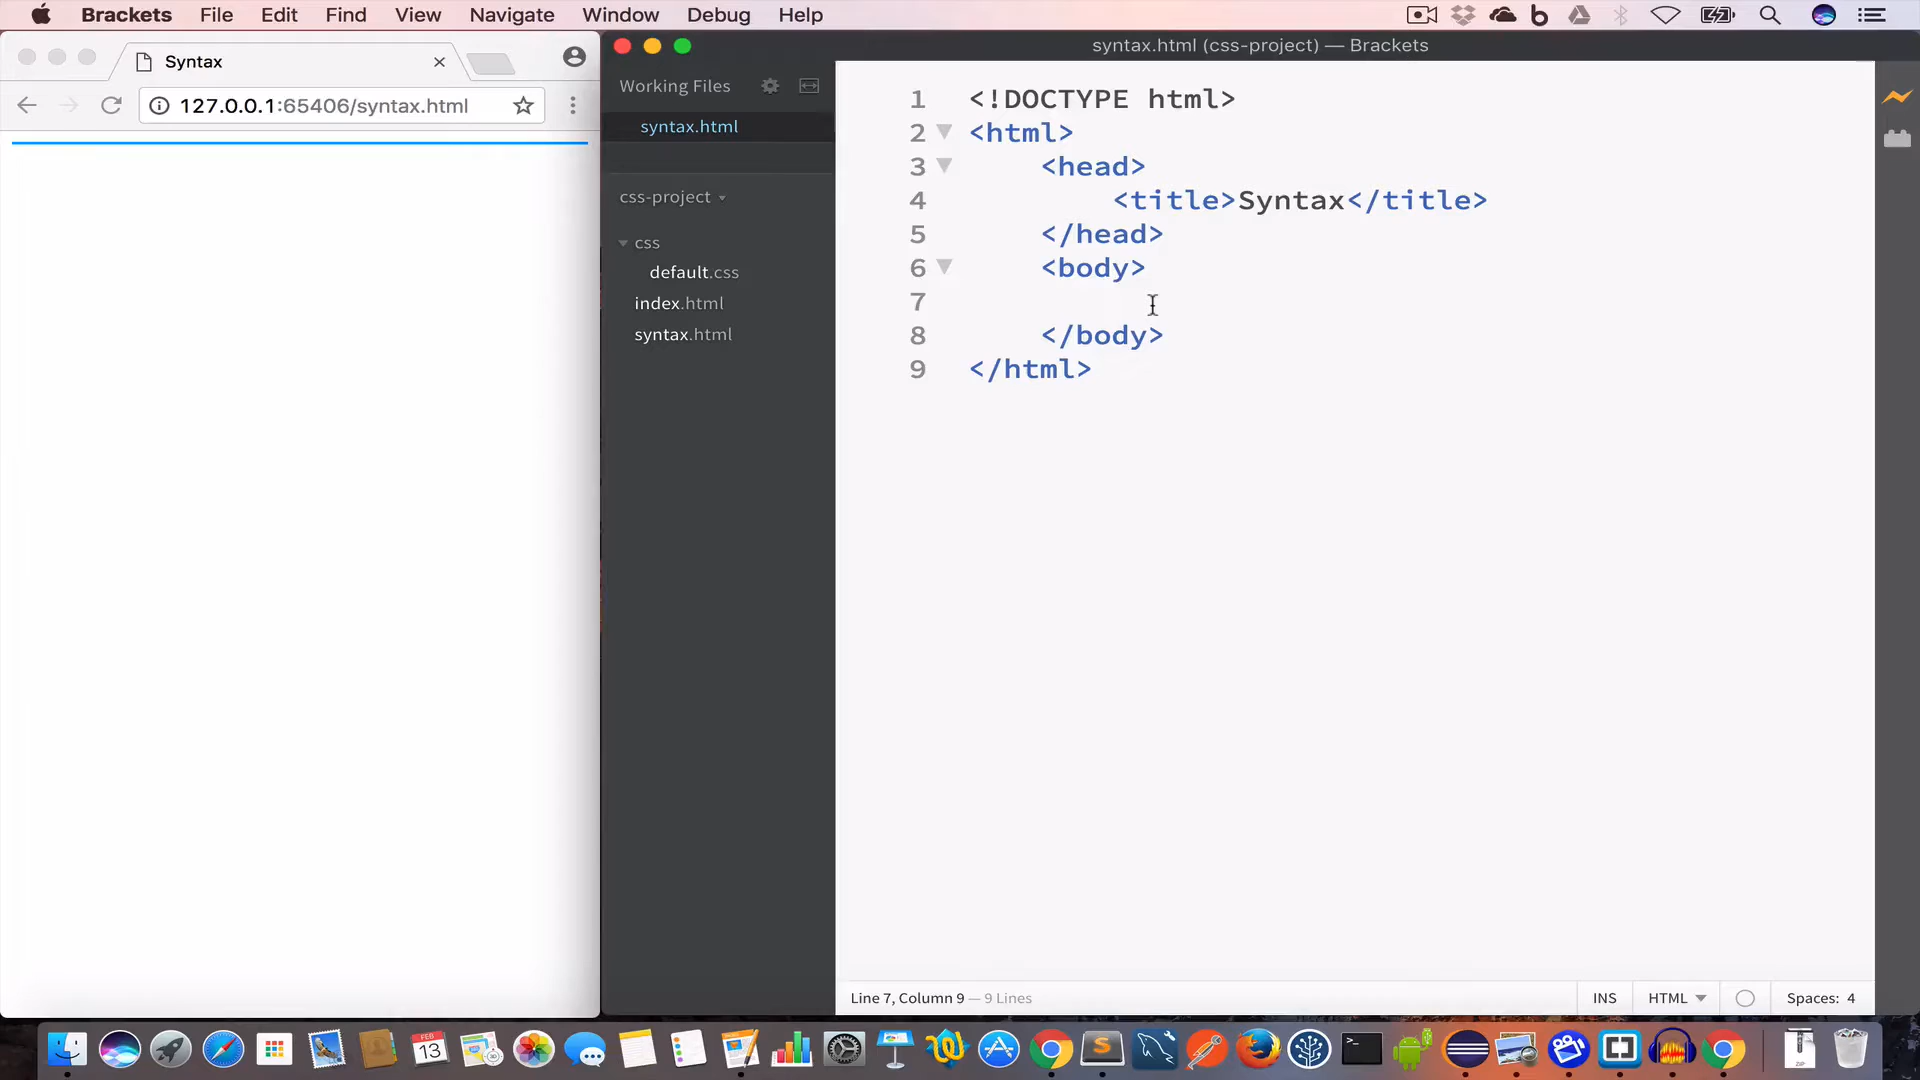 Brackets File Edit Find View Navigate Window Debug Help
Syntax
127.0.0.1:65406/syntax.html
syntax.html (css-project) — Brackets
Working Files
syntax.html
css-project
css
default.css
index.html
syntax.html
1 <!DOCTYPE html>
2 <html>
3 <head>
4 <title>Syntax</title>
5 </head>
6 <body>
7
8 </body>
9 </html>
Line 7, Column 9 — 9 Lines
INS HTML Spaces: 4
FEB
13